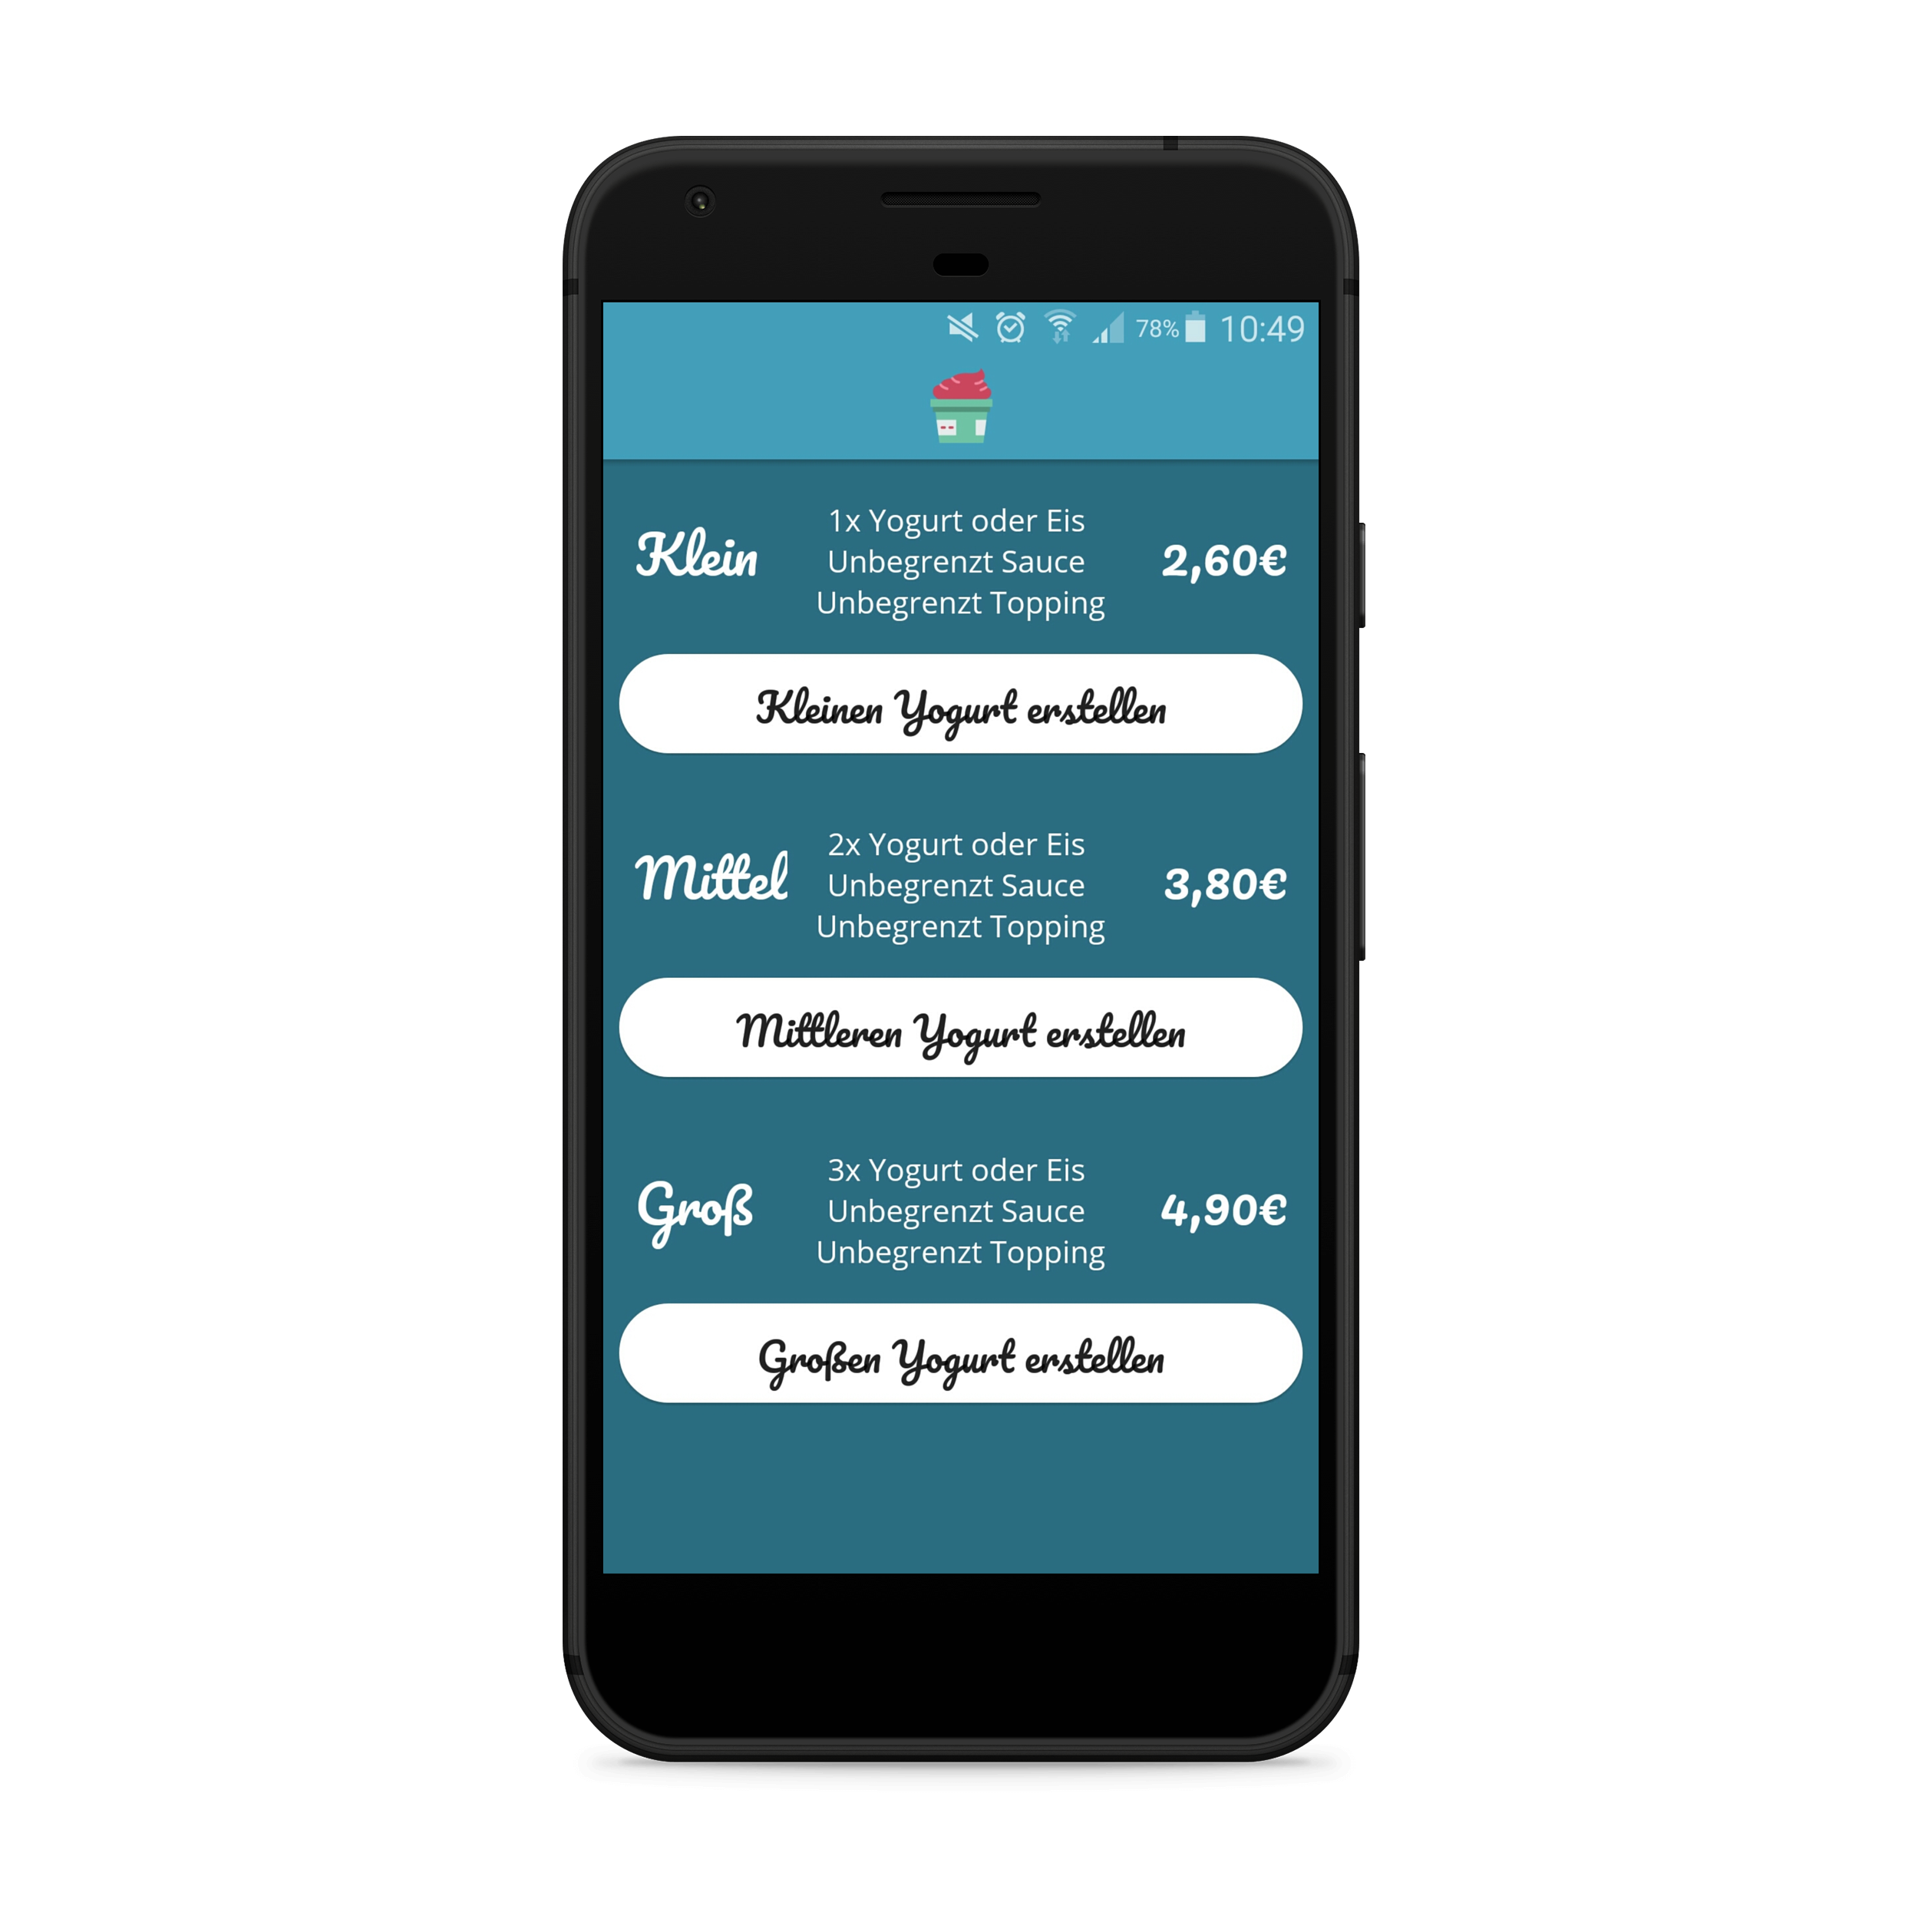 78% 10:49
Klein
1x Yogurt oder Eis
Unbegrenzt Sauce
Unbegrenzt Topping
2,60€
Kleinen Yogurt erstellen
Mittel
2x Yogurt oder Eis
Unbegrenzt Sauce
Unbegrenzt Topping
3,80€
Mittleren Yogurt erstellen
Groß
3x Yogurt oder Eis
Unbegrenzt Sauce
Unbegrenzt Topping
4,90€
Großen Yogurt erstellen